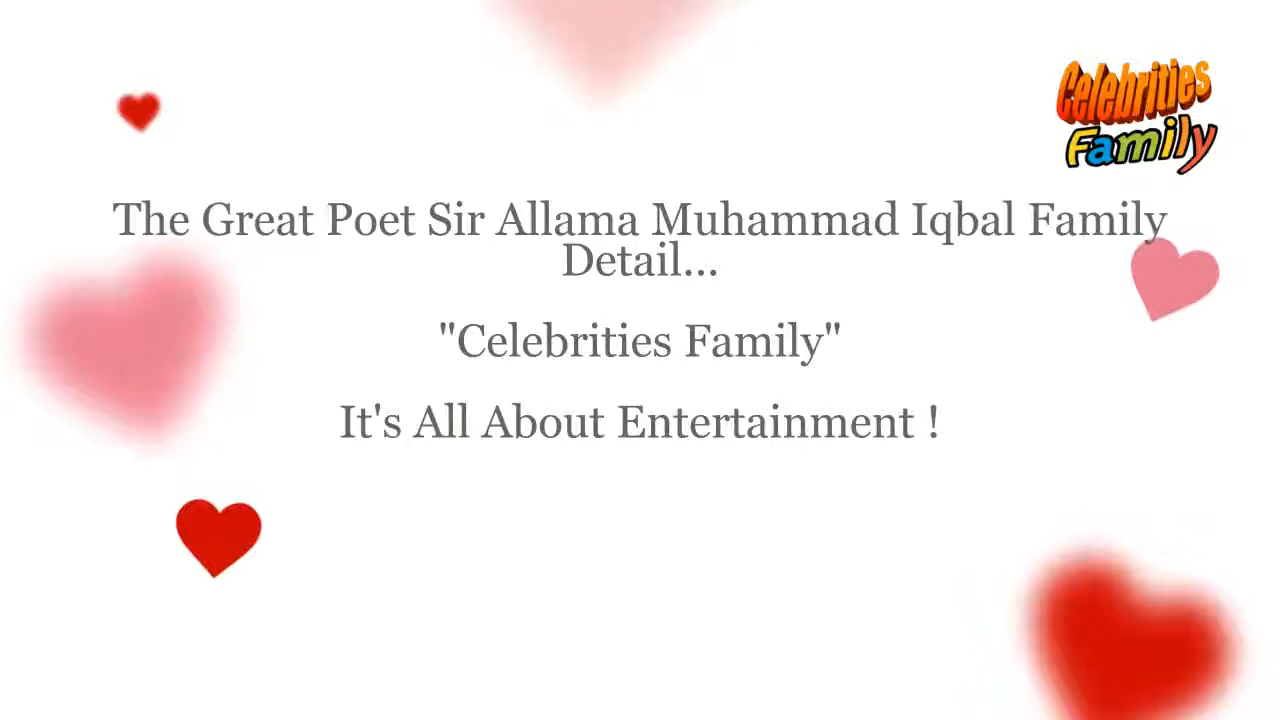 Celebrities
Family
The Great Poet Sir Allama Muhammad Iqbal Family
Detail...
"Celebrities Family"
It's All About Entertainment !